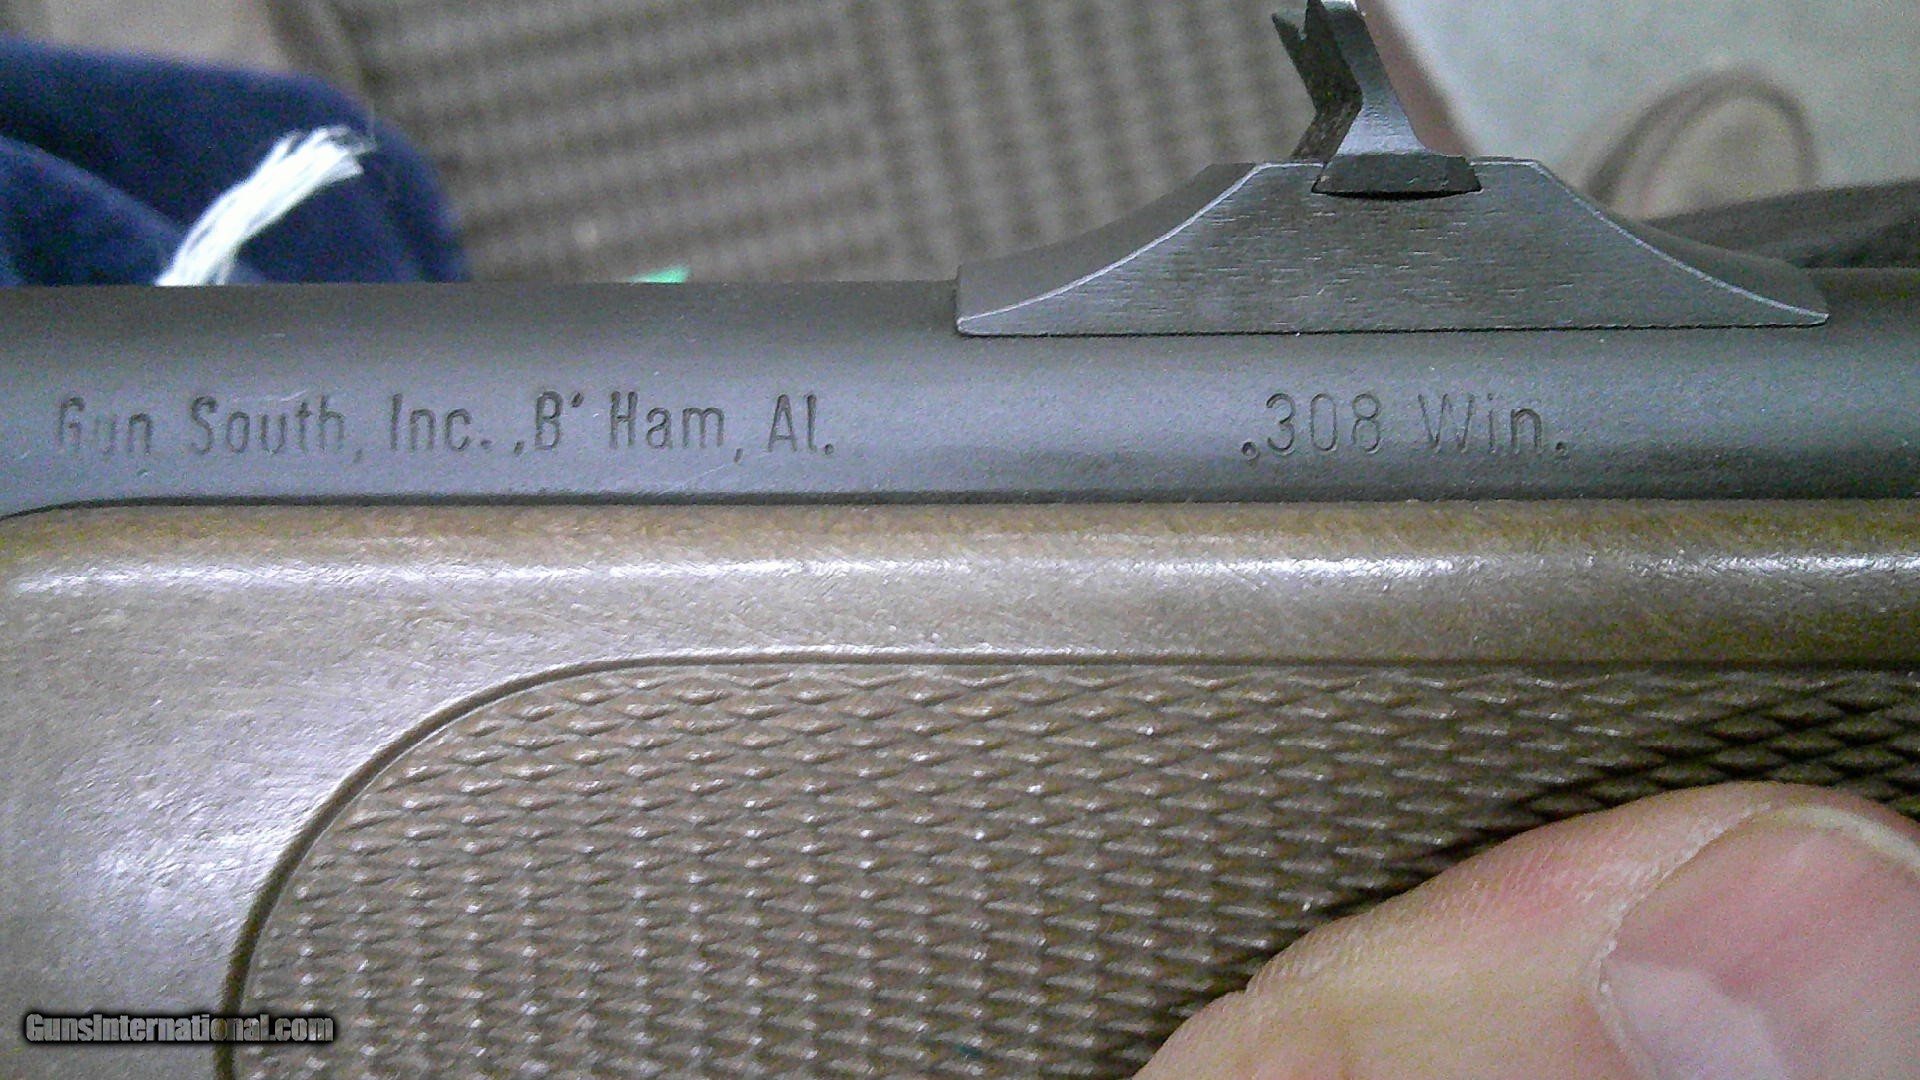 Gun South, Inc. ,B' Ham, Al. .308 Win.
GunsInternational.com